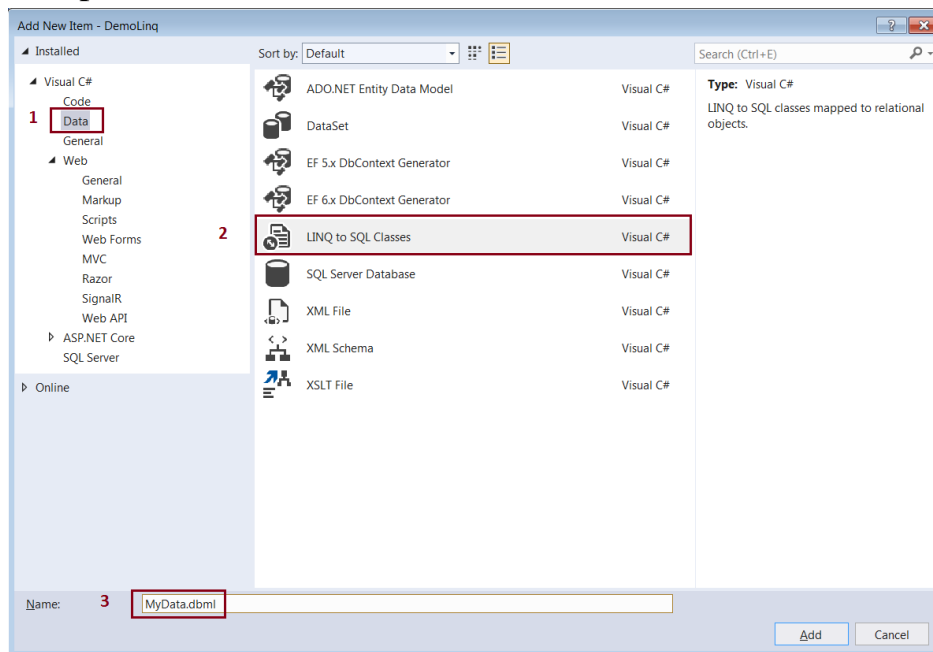 Add New Item - DemoLinq
Installed
Sort by: Default
Search (Ctrl+E)
Visual C#
Code
1 Data
General
Web
General
Markup
Scripts
Web Forms
MVC
Razor
SignalR
Web API
ASP.NET Core
SQL Server
Online
ADO.NET Entity Data Model Visual C#
DataSet Visual C#
EF 5.x DbContext Generator Visual C#
EF 6.x DbContext Generator Visual C#
2 LINQ to SQL Classes Visual C#
SQL Server Database Visual C#
XML File Visual C#
XML Schema Visual C#
XSLT File Visual C#
Type: Visual C#
LINQ to SQL classes mapped to relational
objects.
Name: 3 MyData.dbml
Add Cancel